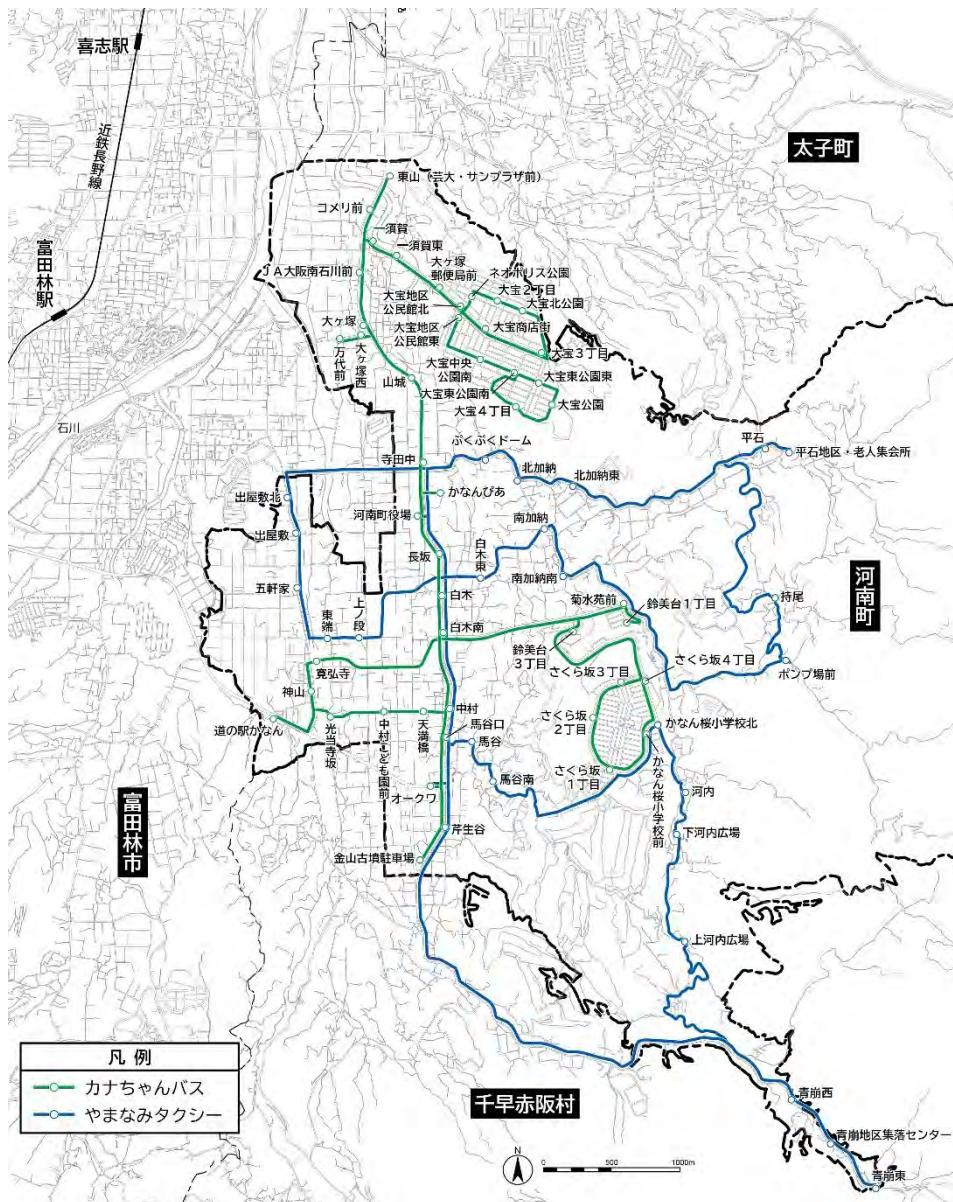 喜志駅
近鉄長野線
富田林駅
石川
太子町
東山（芸大・サンプラザ前）
コメリ前
一須賀
一須賀東
ＪＡ大阪南石川前
大ヶ塚
郵便局前
ネオポリス公園
大宝２丁目
大宝北公園
大宝地区
公民館北
大宝地区
公民館東
大宝商店街
大宝３丁目
大ヶ塚
万代前
大ヶ塚西
大宝中央
公園南
大宝東公園東
山城
大宝東公園南
大宝４丁目
大宝公園
ぷくぷくドーム
平石
平石地区・老人集会所
寺田中
北加納
北加納東
出屋敷北
かなんぴあ
河南町役場
南加納
出屋敷
長坂
白木東
河南町
五軒家
南加納南
白木
菊水苑前
鈴美台１丁目
持尾
東端
上ノ段
白木南
鈴美台
３丁目
さくら坂４丁目
寛弘寺
さくら坂３丁目
ポンプ場前
神山
道の駅かなん
光当寺坂
中村こども園前
天満橋
中村
馬谷口
馬谷
さくら坂
２丁目
かなん桜小学校北
馬谷南
さくら坂
１丁目
かなん桜小学校前
河内
オークワ
富田林市
芹生谷
下河内広場
金山古墳駐車場
上河内広場
凡 例
カナちゃんバス
やまなみタクシー
千早赤阪村
青崩西
青崩地区集落センター
青崩東
N
0 500 1000m